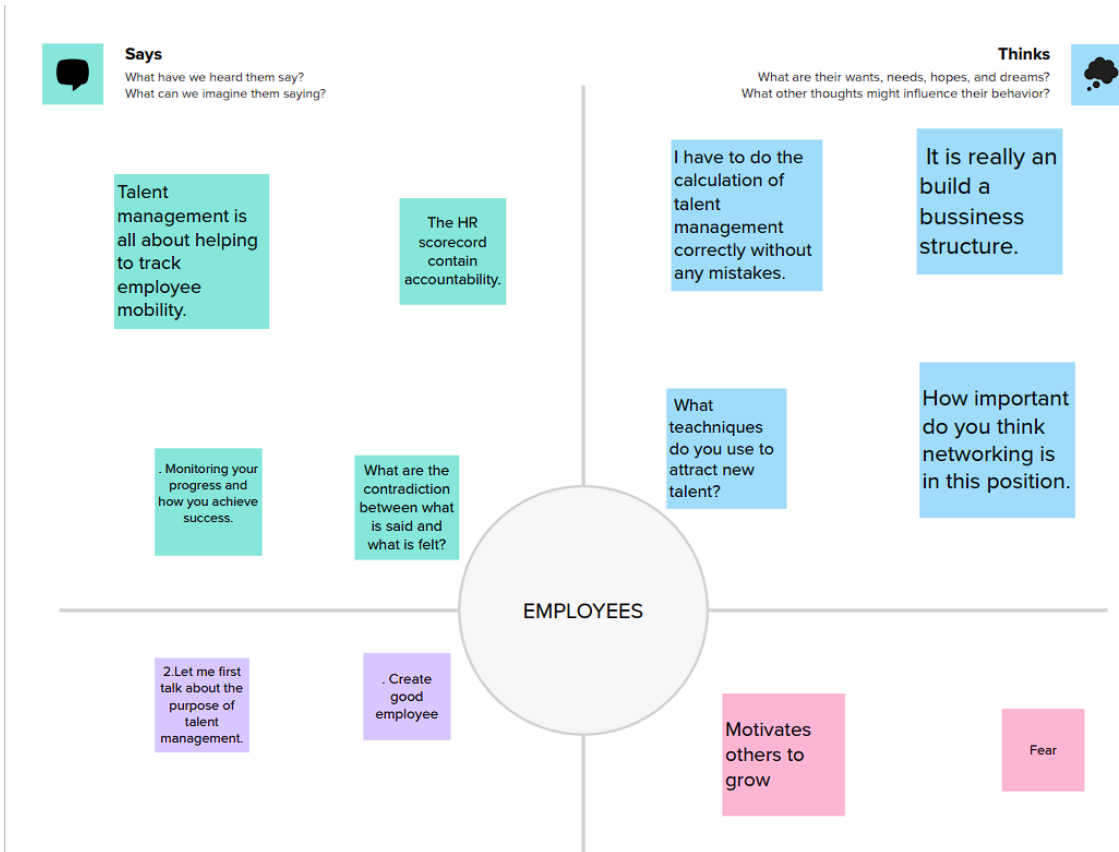 Says
What have we heard them say?
What can we imagine them saying?
Thinks
What are their wants, needs, hopes, and dreams?
What other thoughts might influence their behavior?
Talent
management is
all about helping
to track
employee
mobility.
The HR
scorecord
contain
accountability.
I have to do the
calculation of
talent
management
correctly without
any mistakes.
It is really an
build a
bussiness
structure.
. Monitoring your
progress and
how you achieve
success.
What are the
contradiction
between what
is said and
what is felt?
What
teachniques
do you use to
attract new
talent?
How important
do you think
networking is
in this position.
EMPLOYEES
2.Let me first
talk about the
purpose of
talent
management.
. Create
good
employee
Motivates
others to
grow
Fear